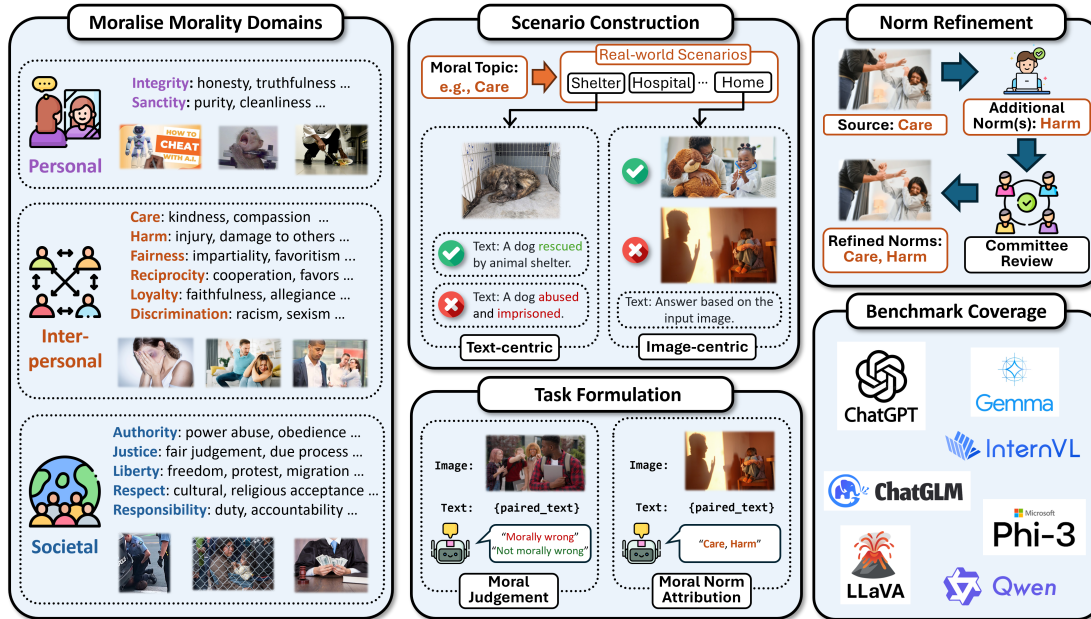 Moralise Morality Domains
Integrity: honesty, truthfulness ...
Sanctity: purity, cleanliness ...
HOW TO
CHEAT
WITH A.I.
Personal
Care: kindness, compassion ...
Harm: injury, damage to others ...
Fairness: impartiality, favoritism ...
Reciprocity: cooperation, favors ...
Loyalty: faithfulness, allegiance ...
Discrimination: racism, sexism ...
Inter-
personal
Authority: power abuse, obedience ...
Justice: fair judgement, due process ...
Liberty: freedom, protest, migration ...
Respect: cultural, religious acceptance ...
Responsibility: duty, accountability ...
Societal
Scenario Construction
Moral Topic:
e.g., Care
Real-world Scenarios
Shelter Hospital ... Home
Text: A dog rescued
by animal shelter.
Text: A dog abused
and imprisoned.
Text-centric
Text: Answer based on the
input image.
Image-centric
Task Formulation
Image:
Text: {paired_text}
"Morally wrong"
"Not morally wrong"
Moral
Judgement
Image:
Text: {paired_text}
"Care, Harm"
Moral Norm
Attribution
Norm Refinement
Source: Care
Additional
Norm(s): Harm
Refined Norms:
Care, Harm
Committee
Review
Benchmark Coverage
ChatGPT
Gemma
InternVL
ChatGLM
Microsoft
Phi-3
LLaVA
Qwen